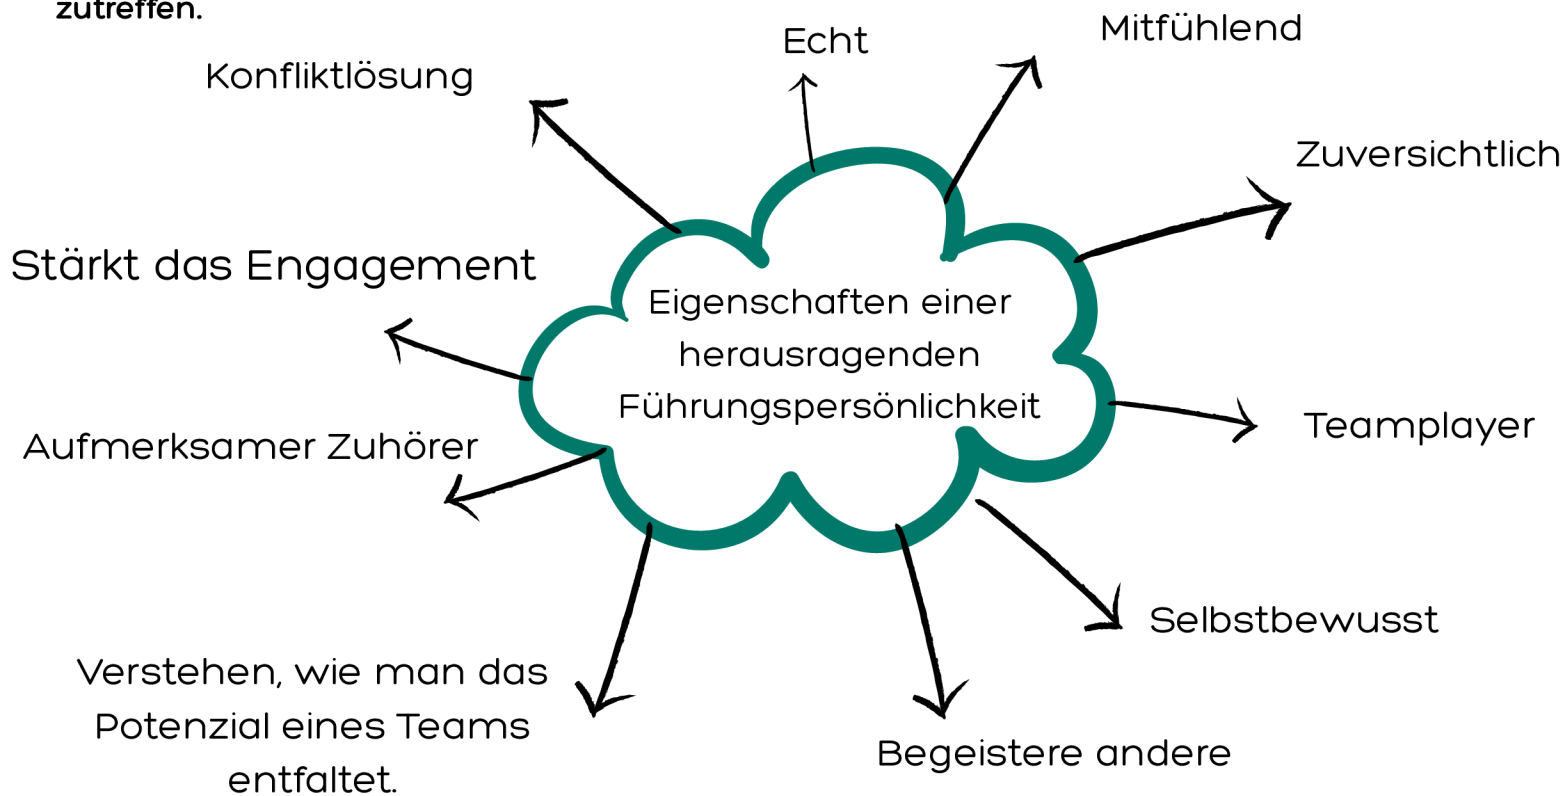 zutreffen.
Echt
Mitfühlend
Konfliktlösung
Zuversichtlich
Stärkt das Engagement
Eigenschaften einer
herausragenden
Führungspersönlichkeit
Aufmerksamer Zuhörer
Teamplayer
Selbstbewusst
Verstehen, wie man das
Potenzial eines Teams
entfaltet.
Begeistere andere